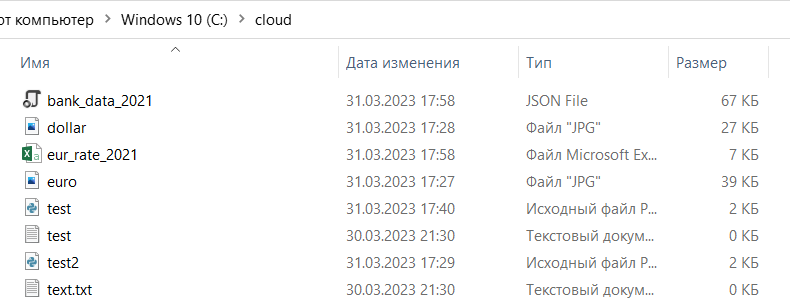 от компьютер > Windows 10 (C:) > cloud
Имя Дата изменения Тип Размер
bank_data_2021 31.03.2023 17:58 JSON File 67 КБ
dollar 31.03.2023 17:28 Файл "JPG" 27 КБ
eur_rate_2021 31.03.2023 17:58 Файл Microsoft Ex... 7 КБ
euro 31.03.2023 17:27 Файл "JPG" 39 КБ
test 31.03.2023 17:40 Исходный файл P... 2 КБ
test 30.03.2023 21:30 Текстовый докум... 0 КБ
test2 31.03.2023 17:29 Исходный файл P... 2 КБ
text.txt 30.03.2023 21:30 Текстовый докум... 0 КБ